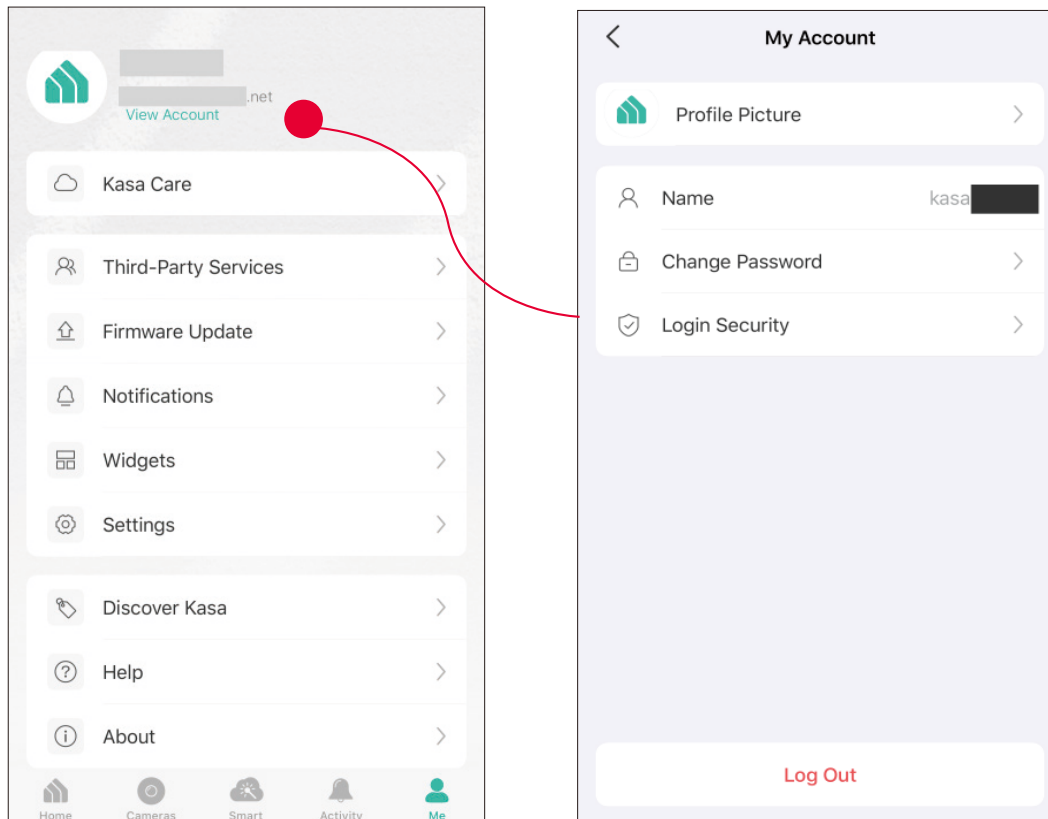 .net
View Account
Kasa Care
Third-Party Services
Firmware Update
Notifications
Widgets
Settings
Discover Kasa
Help
About
Home Cameras Smart Activity Me
My Account
Profile Picture
Name kasa
Change Password
Login Security
Log Out